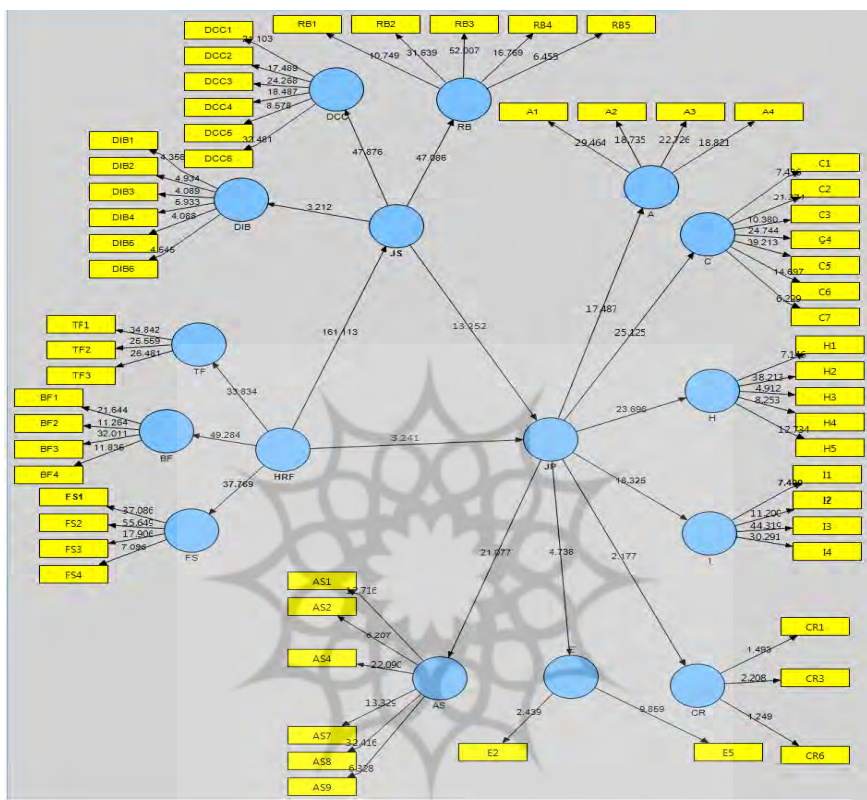 DCC1
DCC2
DCC3
DCC4
DCC5
DCC6
17.489
24.268
18.487
8.578
DCC
RB1
RB2
RB3
RB4
RB5
10.749
31.639
52.007
16.769
6.455
RB
A1
A2
A3
A4
29.464
18.735
22.726
18.821
A
DIB1
DIB2
DIB3
DIB4
DIB5
DIB6
4.358
4.934
4.089
5.933
4.088
4.545
DIB
47.876
47.086
3.212
JS
C1
C2
C3
C4
C5
C6
C7
10.380
24.744
39.213
14.697
6.229
C
17.487
25.125
161.113
13.252
TF1
TF2
TF3
34.842
26.559
26.481
TF
33.834
BF1
BF2
BF3
BF4
21.644
11.264
32.011
11.835
BF
49.284
HRF
3.241
JP
37.769
FS1
FS2
FS3
FS4
37.086
55.649
17.906
7.096
FS
H1
H2
H3
H4
H5
7.146
38.213
4.912
8.253
12.734
H
23.696
I1
I2
I3
I4
11.200
44.319
30.291
I
16.325
21.077
4.738
2.177
AS1
AS2
AS4
AS7
AS8
AS9
12.716
6.207
22.090
13.329
32.416
6.328
AS
E
2.439
9.869
E2
E5
CR
1.493
2.208
1.249
CR1
CR3
CR6